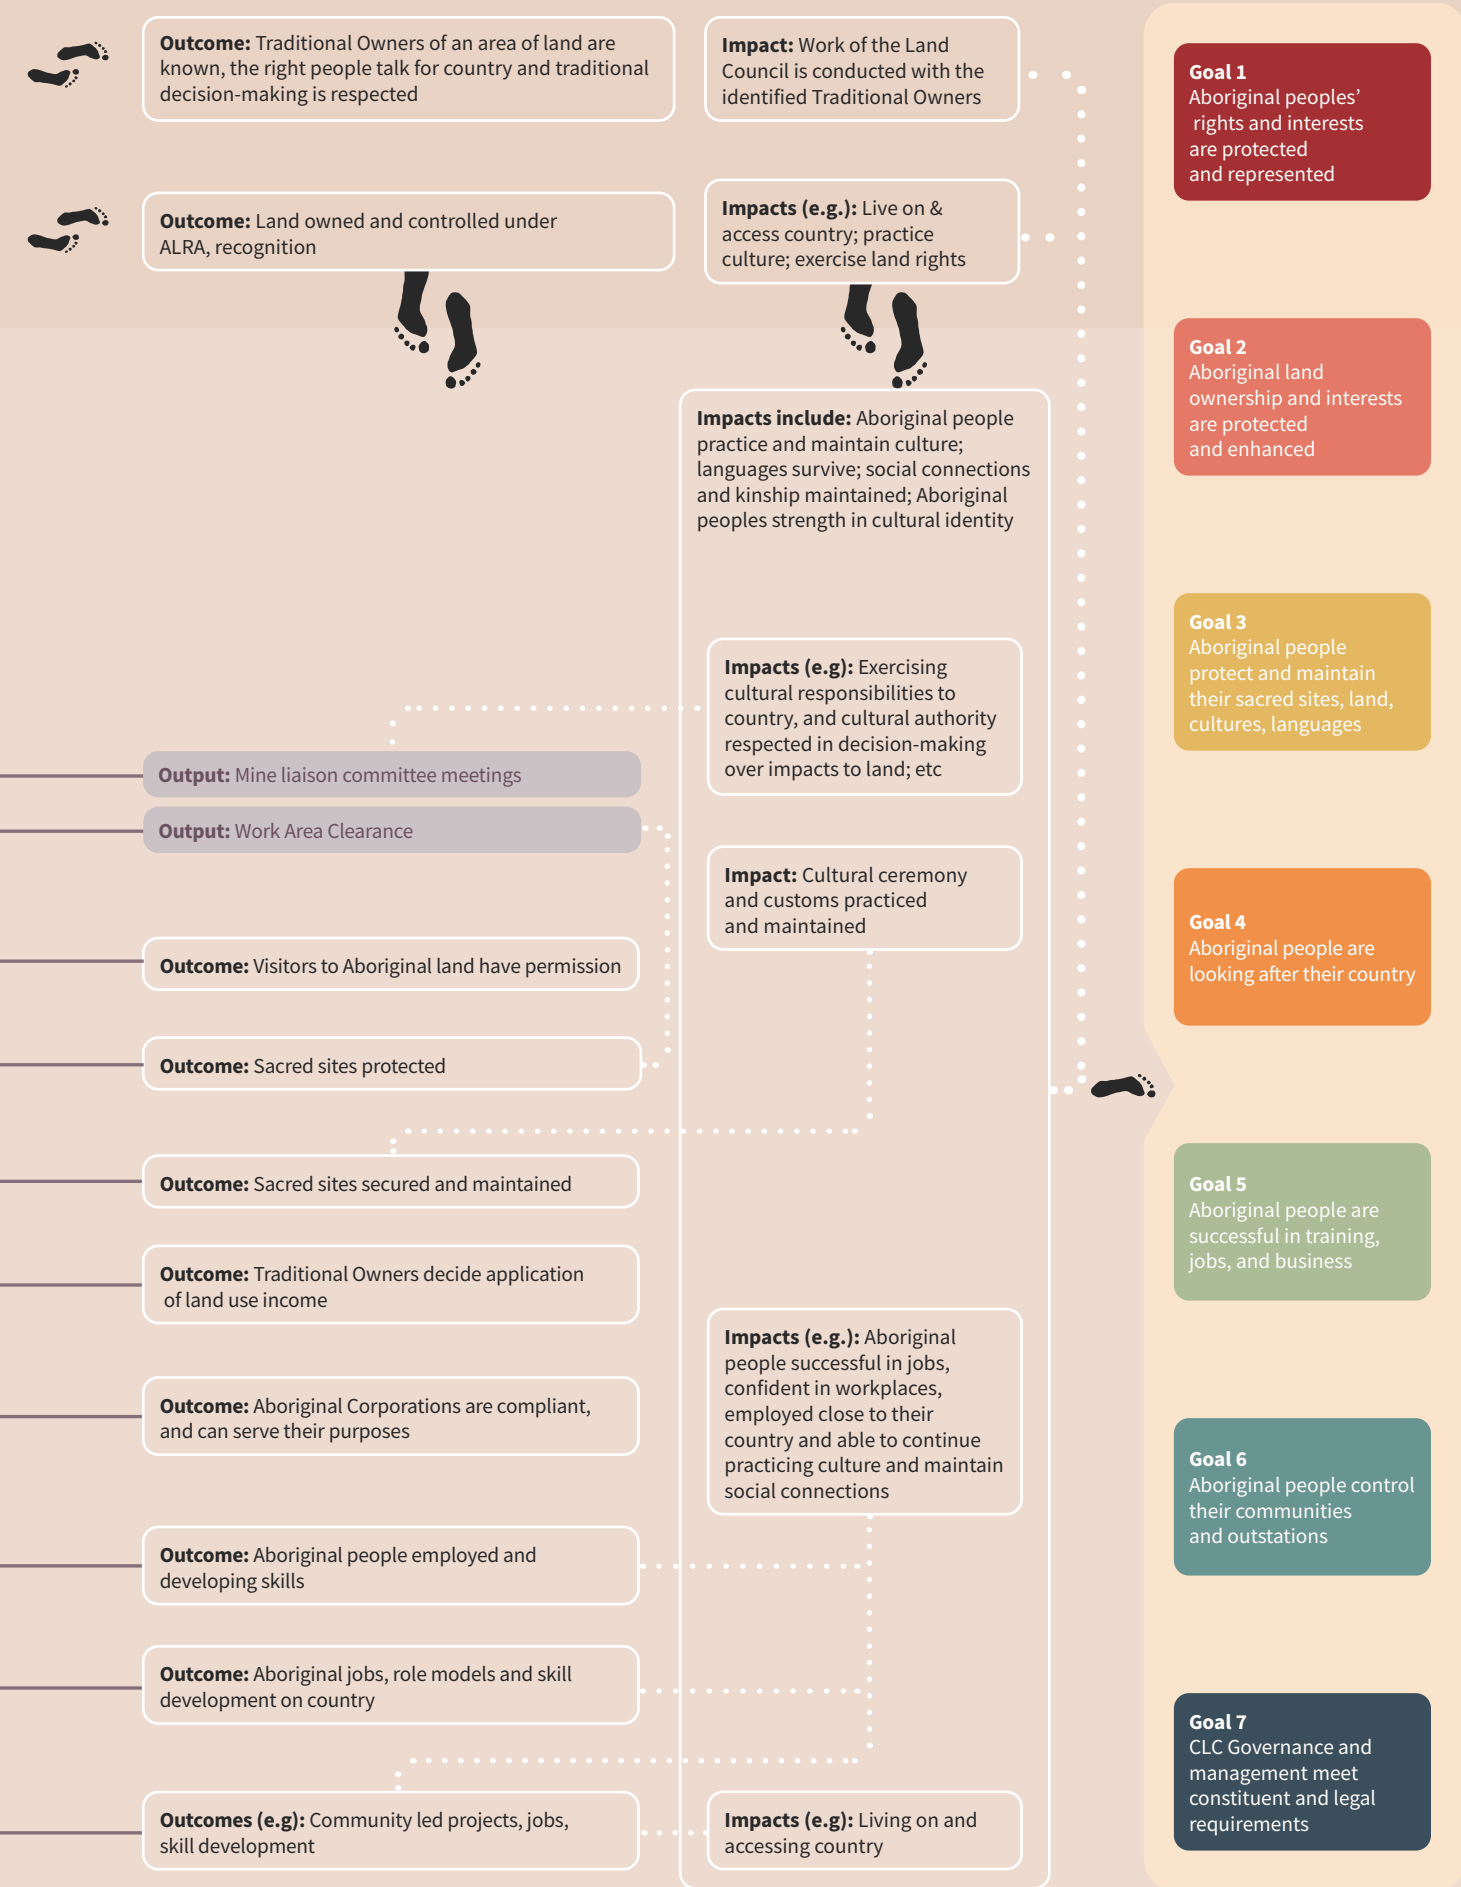 Outcome: Traditional Owners of an area of land are
known, the right people talk for country and traditional
decision-making is respected
Impact: Work of the Land
Council is conducted with the
identified Traditional Owners
Outcome: Land owned and controlled under
ALRA, recognition
Impacts (e.g.): Live on &
access country; practice
culture; exercise land rights
Impacts include: Aboriginal people
practice and maintain culture;
languages survive; social connections
and kinship maintained; Aboriginal
peoples strength in cultural identity
Impacts (e.g): Exercising
cultural responsibilities to
country, and cultural authority
respected in decision-making
over impacts to land; etc
Output: Mine liaison committee meetings
Output: Work Area Clearance
Impact: Cultural ceremony
and customs practiced
and maintained
Outcome: Visitors to Aboriginal land have permission
Outcome: Sacred sites protected
Outcome: Sacred sites secured and maintained
Outcome: Traditional Owners decide application
of land use income
Outcome: Aboriginal Corporations are compliant,
and can serve their purposes
Impacts (e.g.): Aboriginal
people successful in jobs,
confident in workplaces,
employed close to their
country and able to continue
practicing culture and maintain
social connections
Outcome: Aboriginal people employed and
developing skills
Outcome: Aboriginal jobs, role models and skill
development on country
Outcomes (e.g): Community led projects, jobs,
skill development
Impacts (e.g): Living on and
accessing country
Goal 1
Aboriginal peoples’
rights and interests
are protected
and represented
Goal 2
Aboriginal land
ownership and interests
are protected
and enhanced
Goal 3
Aboriginal people
protect and maintain
their sacred sites, land,
cultures, languages
Goal 4
Aboriginal people are
looking after their country
Goal 5
Aboriginal people are
successful in training,
jobs, and business
Goal 6
Aboriginal people control
their communities
and outstations
Goal 7
CLC Governance and
management meet
constituent and legal
requirements